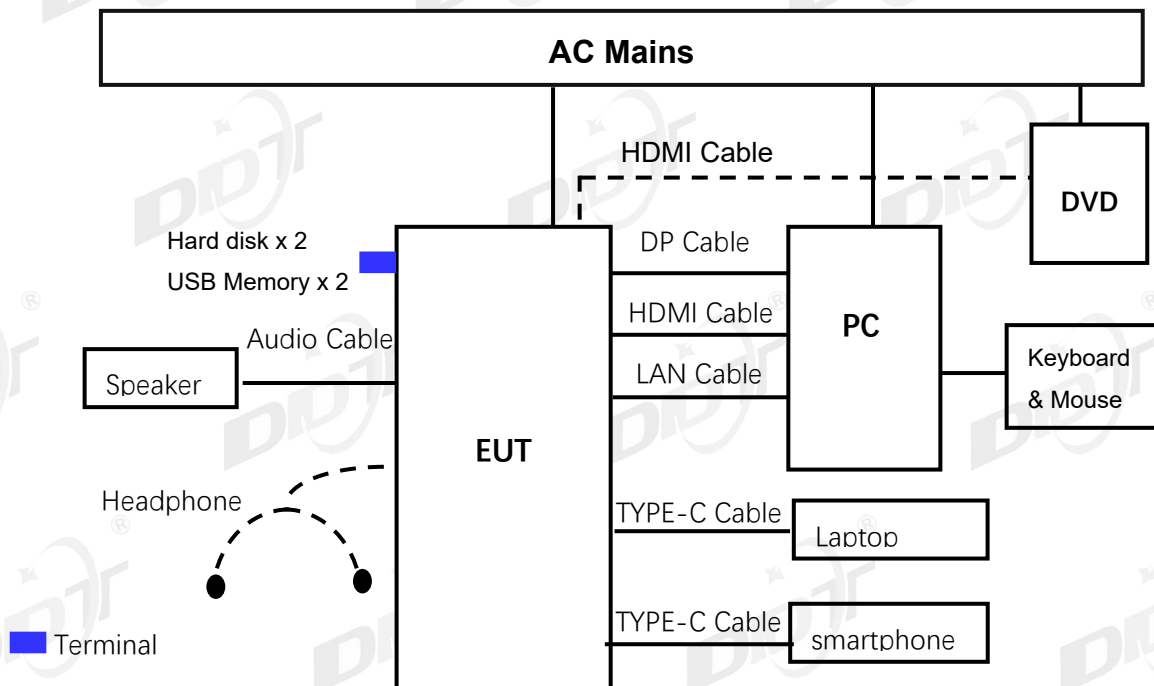 AC Mains
HDMI Cable
DVD
Hard disk x 2
USB Memory x 2
DP Cable
HDMI Cable
PC
Audio Cable
LAN Cable
Speaker
Keyboard
& Mouse
EUT
Headphone
TYPE-C Cable
Laptop
TYPE-C Cable
smartphone
Terminal
DDT
®